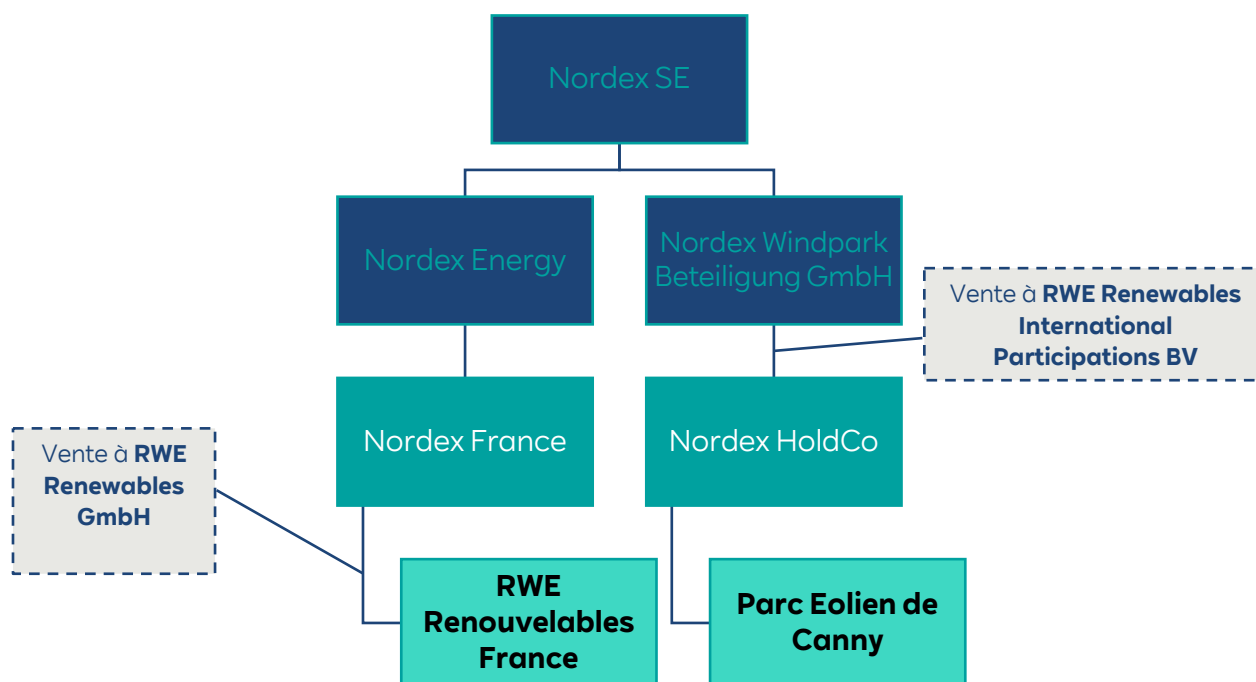 Nordex SE
Nordex Energy
Nordex Windpark
Beteiligung GmbH
Vente à RWE Renewables
International
Participations BV
Nordex France
Nordex HoldCo
Vente à RWE
Renewables
GmbH
RWE
Renouvelables
France
Parc Eolien de
Canny